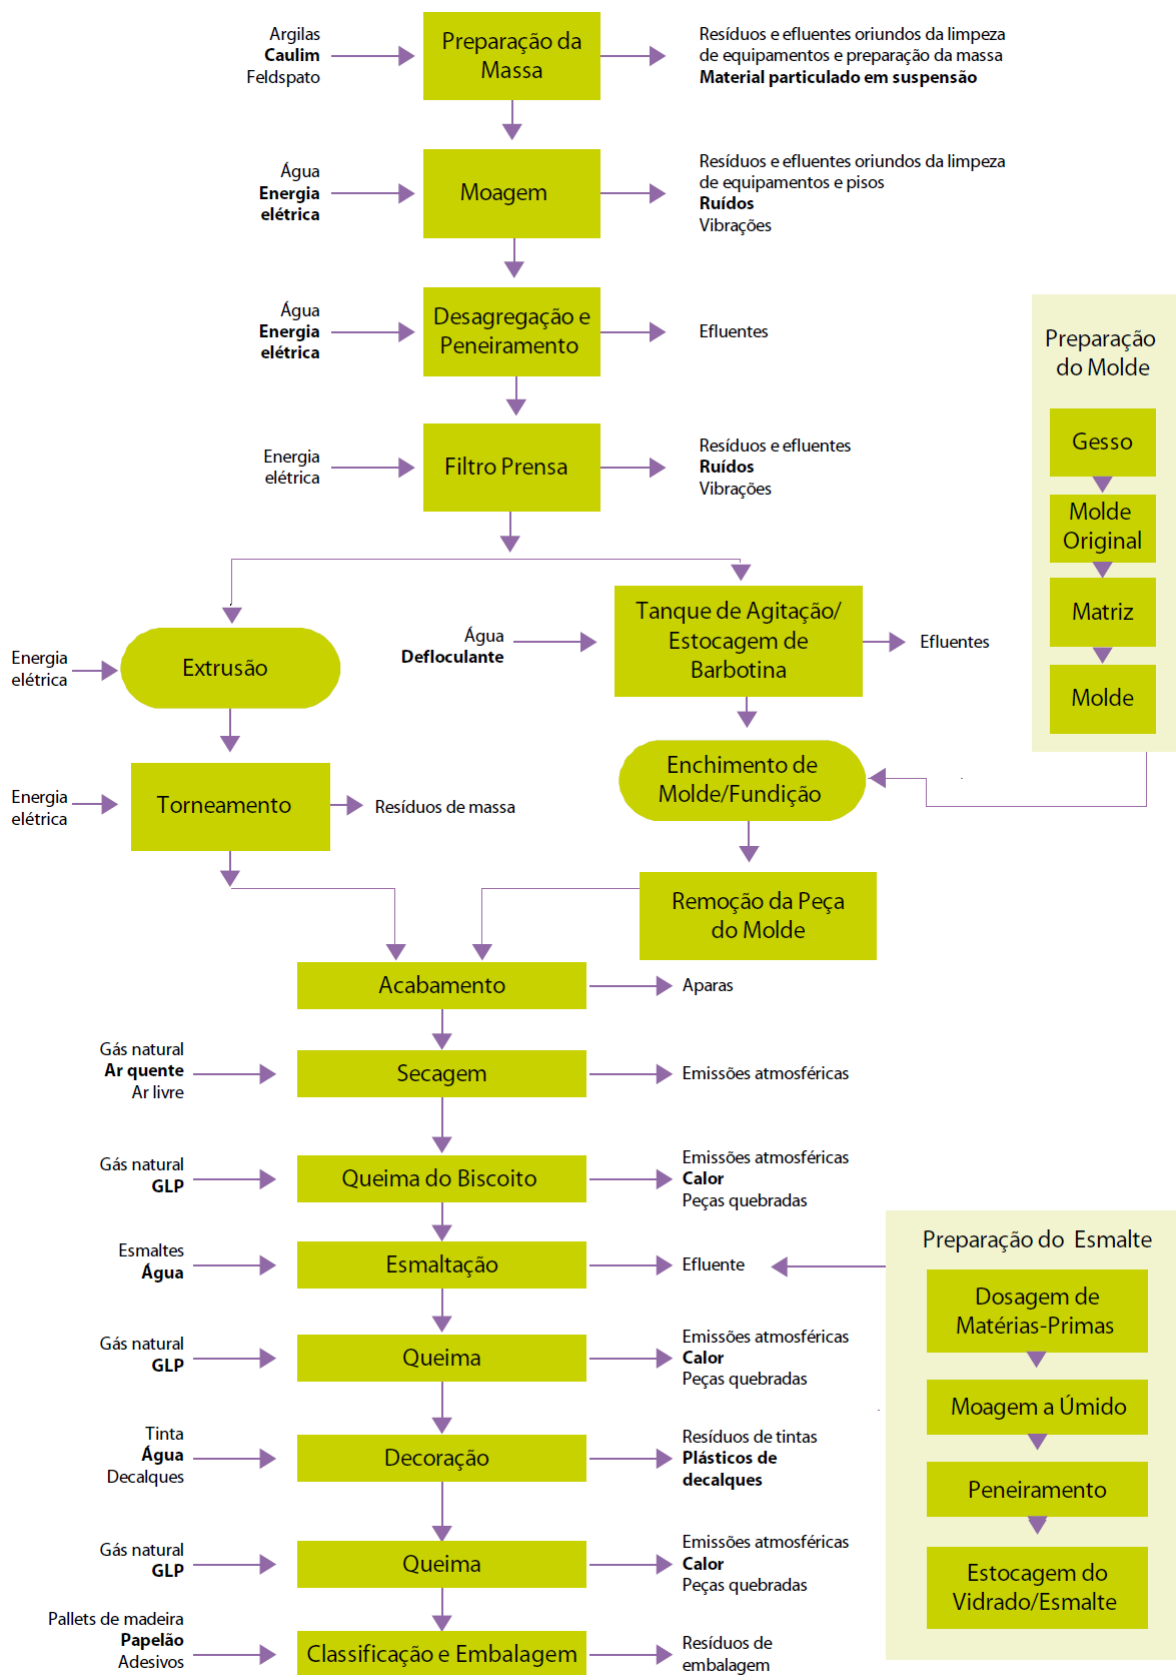 Argilas
Caulim
Feldspato
Preparação da
Massa
Resíduos e efluentes oriundos da limpeza
de equipamentos e preparação da massa
Material particulado em suspensão
Água
Energia
elétrica
Moagem
Resíduos e efluentes oriundos da limpeza
de equipamentos e pisos
Ruídos
Vibrações
Água
Energia
elétrica
Desagregação e
Peneiramento
Efluentes
Energia
elétrica
Filtro Prensa
Resíduos e efluentes
Ruídos
Vibrações
Preparação
do Molde
Gesso
Molde
Original
Matriz
Molde
Energia
elétrica
Extrusão
Água
Defloculante
Tanque de Agitação/
Estocagem de
Barbotina
Efluentes
Energia
elétrica
Torneamento
Resíduos de massa
Enchimento de
Molde/Fundição
Remoção da Peça
do Molde
Acabamento
Aparas
Gás natural
Ar quente
Ar livre
Secagem
Emissões atmosféricas
Gás natural
GLP
Queima do Biscoito
Emissões atmosféricas
Calor
Peças quebradas
Esmaltes
Água
Esmaltação
Efluente
Gás natural
GLP
Queima
Emissões atmosféricas
Calor
Peças quebradas
Tinta
Água
Decalques
Decoração
Resíduos de tintas
Plásticos de
decalques
Gás natural
GLP
Queima
Emissões atmosféricas
Calor
Peças quebradas
Pallets de madeira
Papelão
Adesivos
Classificação e Embalagem
Resíduos de
embalagem
Preparação do Esmalte
Dosagem de
Matérias-Primas
Moagem a Úmido
Peneiramento
Estocagem do
Vidrado/Esmalte